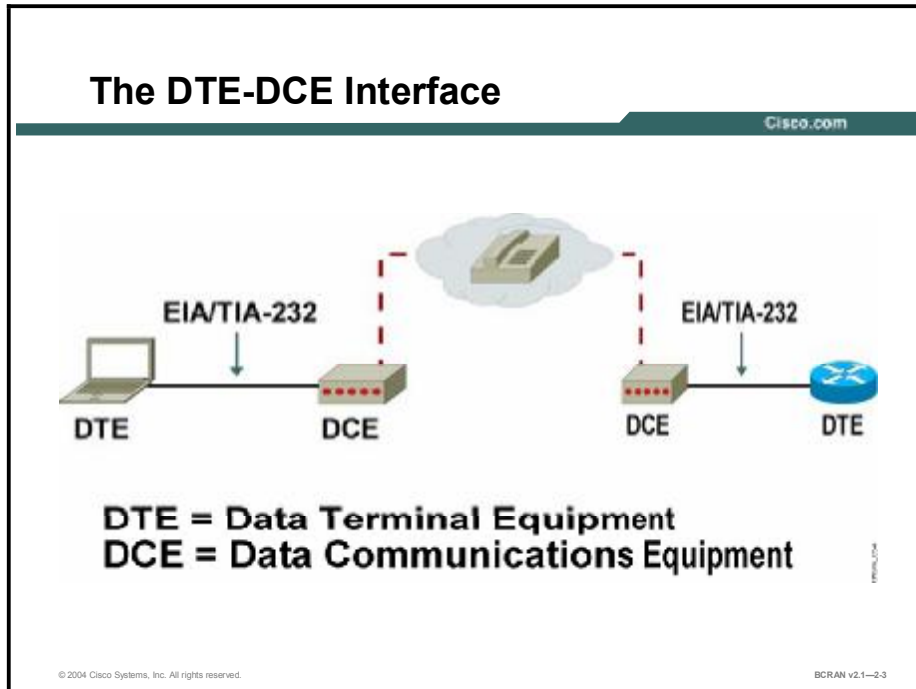 The DTE-DCE Interface
Cisco.com
EIA/TIA-232
EIA/TIA-232
DTE
DCE
DCE
DTE
DTE = Data Terminal Equipment
DCE = Data Communications Equipment
© 2004 Cisco Systems, Inc. All rights reserved.
BCRAN v2.1—2-3